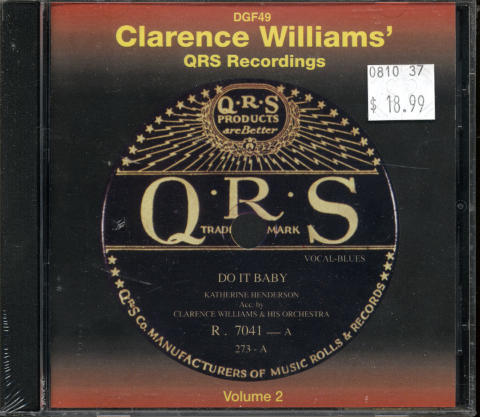 DGF49
Clarence Williams'
QRS Recordings
0810 37
$ 18.99
Q·R·S
PRODUCTS
are Better
Q·R·S
TRADE MARK
VOCAL-BLUES
DO IT BABY
KATHERINE HENDERSON
Acc. by
CLARENCE WILLIAMS & HIS ORCHESTRA
R. 7041 — A
273 - A
★ QRS CO. MANUFACTURERS OF MUSIC ROLLS & RECORDS ★
Volume 2